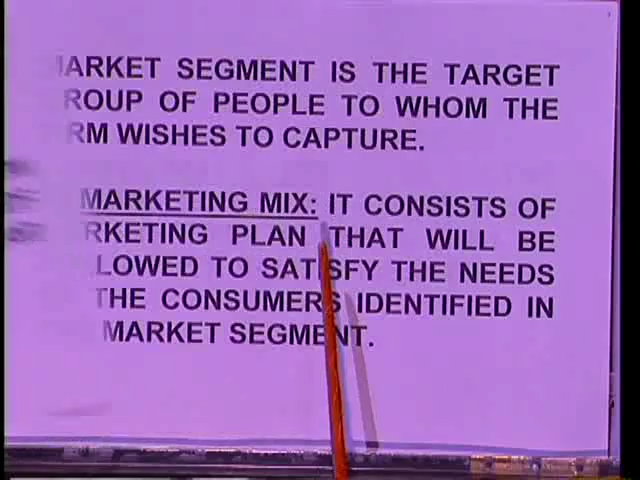 MARKET SEGMENT IS THE TARGET
ROUP OF PEOPLE TO WHOM THE
RM WISHES TO CAPTURE.
MARKETING MIX: IT CONSISTS OF
RKETING PLAN THAT WILL BE
LOWED TO SATISFY THE NEEDS
THE CONSUMERS IDENTIFIED IN
MARKET SEGMENT.